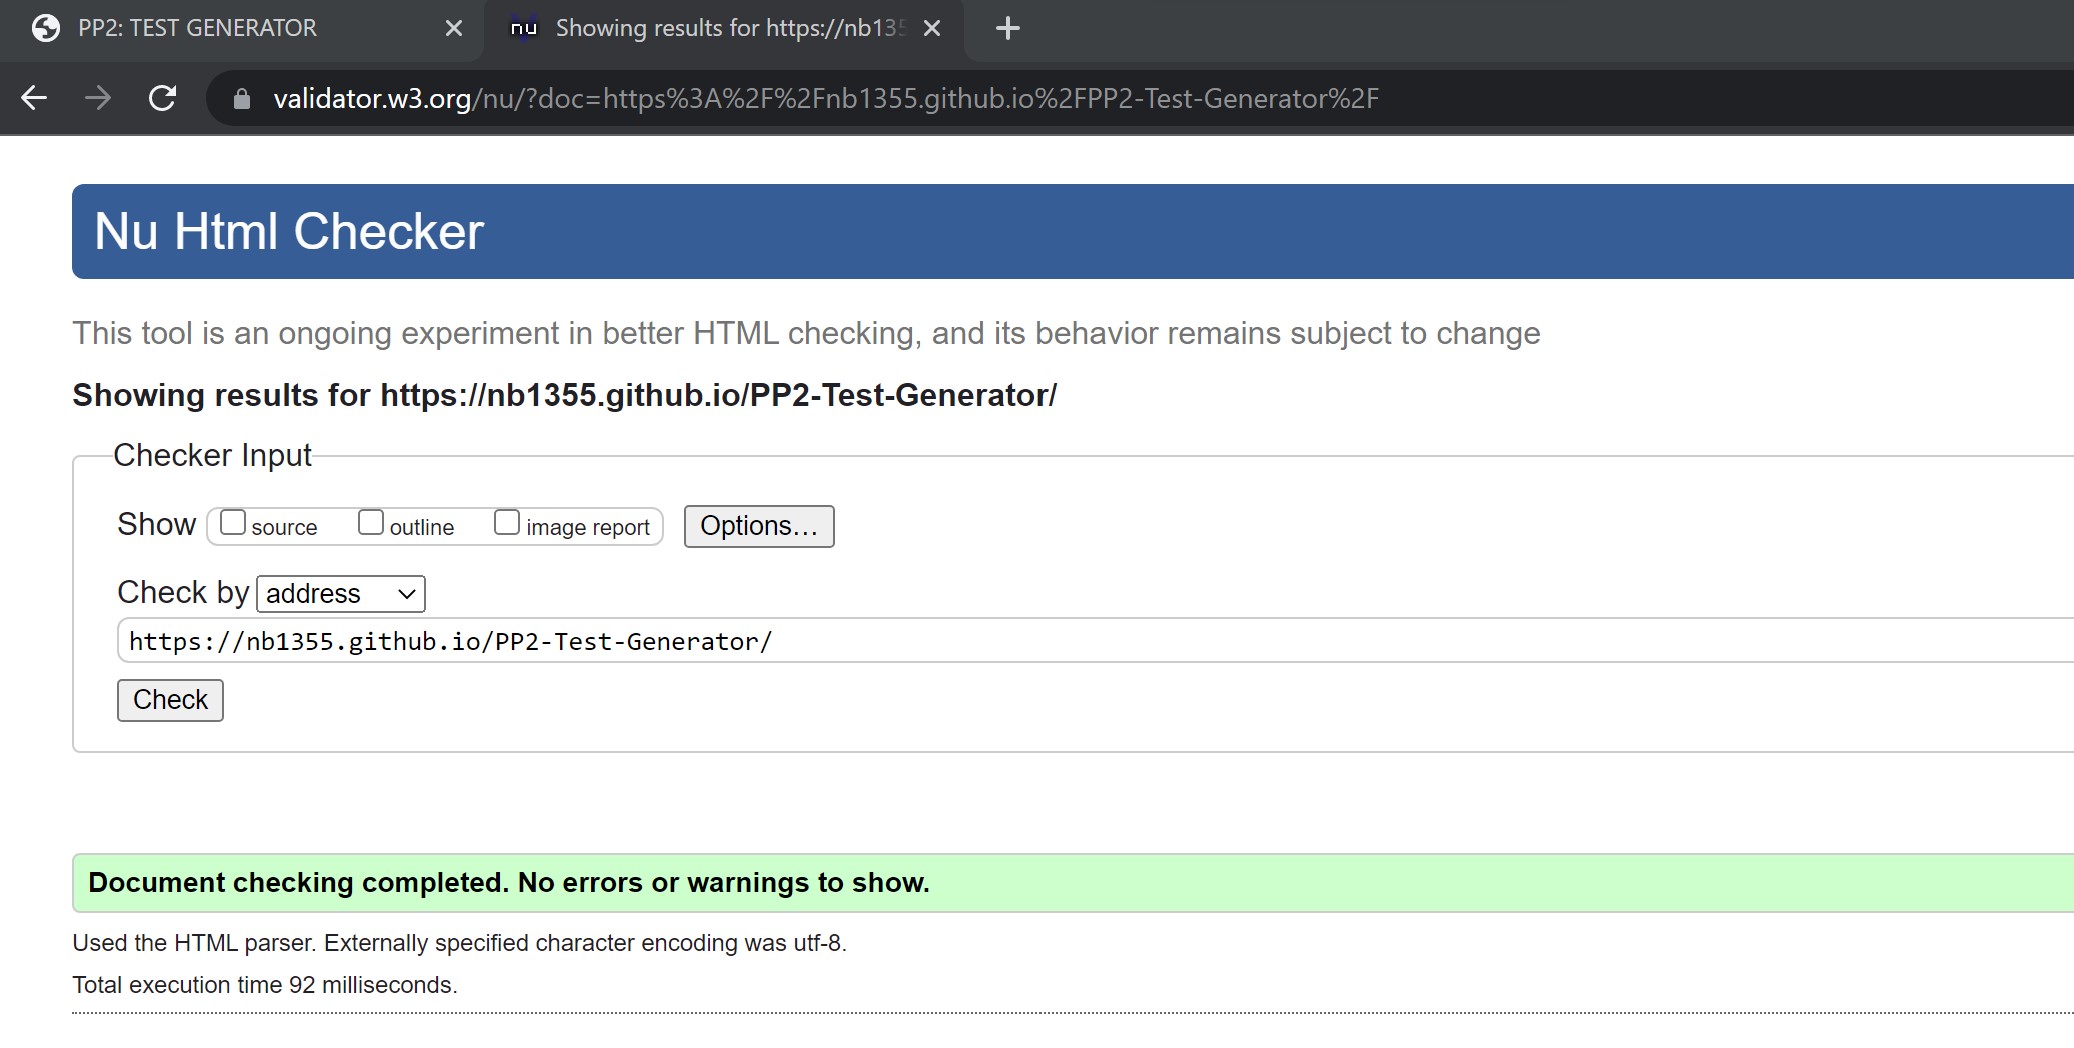 PP2: TEST GENERATOR
nu Showing results for https://nb135
validator.w3.org/nu/?doc=https%3A%2F%2Fnb1355.github.io%2FPP2-Test-Generator%2F
Nu Html Checker
This tool is an ongoing experiment in better HTML checking, and its behavior remains subject to change
Showing results for https://nb1355.github.io/PP2-Test-Generator/
Checker Input
Show source outline image report Options...
Check by address
https://nb1355.github.io/PP2-Test-Generator/
Check
Document checking completed. No errors or warnings to show.
Used the HTML parser. Externally specified character encoding was utf-8.
Total execution time 92 milliseconds.